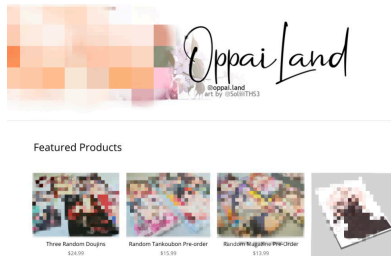 Oppai Land
@oppai.land
Featured Products
Three Random Doujins
Random Tankoubon Pre-order
Random Magazine Pre-Order
$24.99
$15.99
$13.99